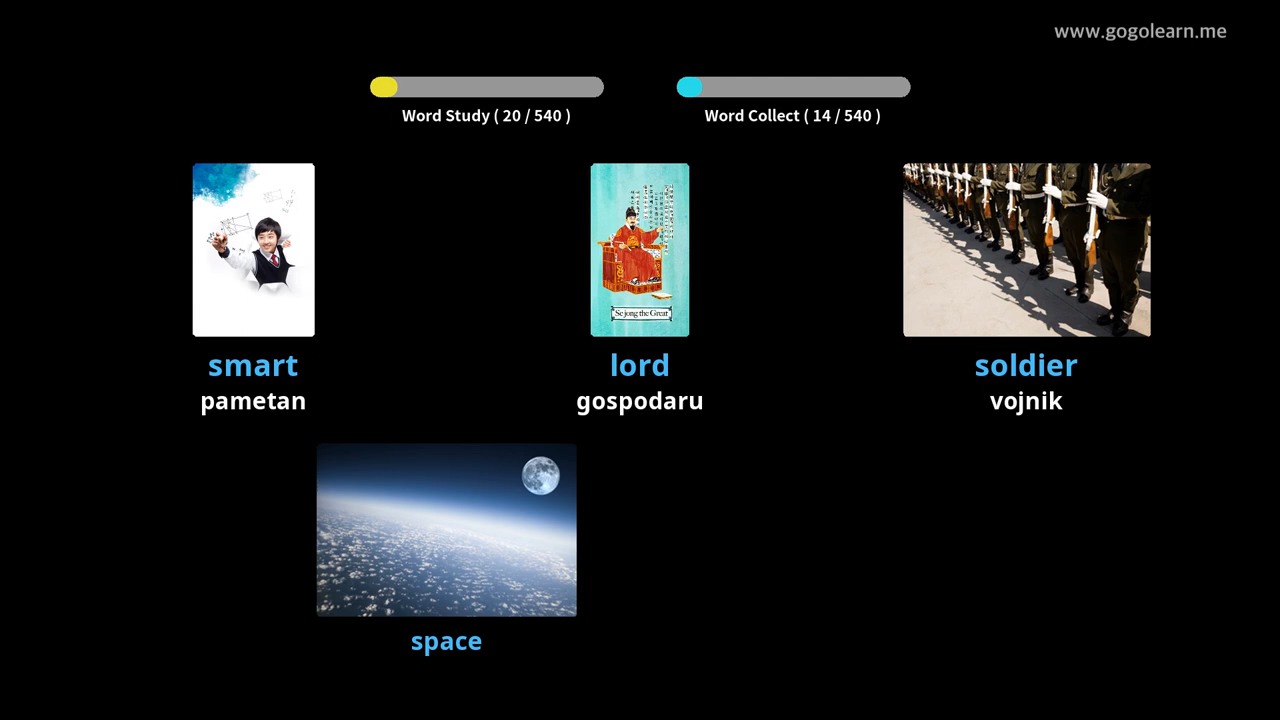 www.gogolearn.me
Word Study ( 20 / 540 )
Word Collect ( 14 / 540 )
Sejong the Great
smart
lord
soldier
pametan
gospodaru
vojnik
space